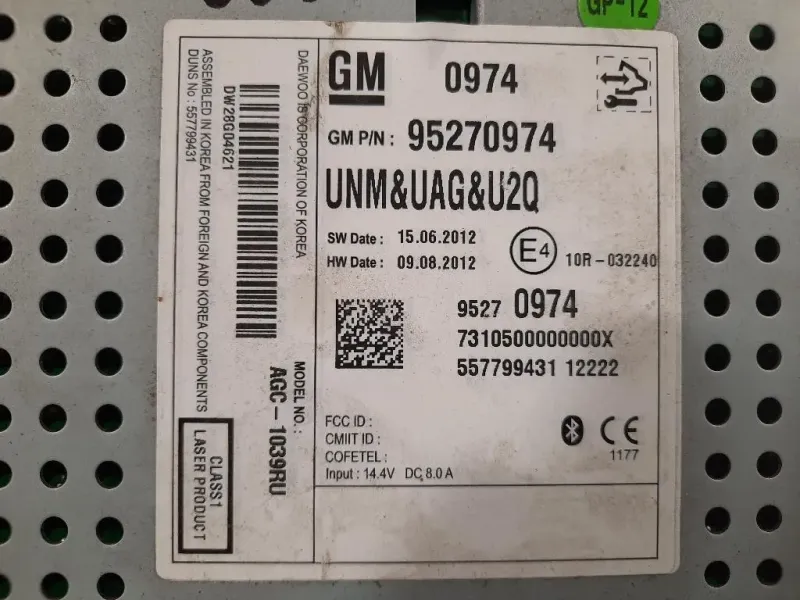 GP-12
GM 0974
GM P/N : 95270974
UNM&UAG&U2Q
SW Date : 15.06.2012
HW Date : 09.08.2012
E4 10R-032240
9527 0974
7310500000000X
557799431 12222
FCC ID :
CMIIT ID :
COFETEL :
Input : 14.4V DC, 8.0 A
CE
1177
DAEWOO IS CORPORATION OF KOREA
MODEL NO. :
AGC-1039RU
DW28G04621
ASSEMBLED IN KOREA FROM FOREIGN AND KOREA COMPONENTS
DUNS No : 557799431
CLASS1
LASER PRODUCT